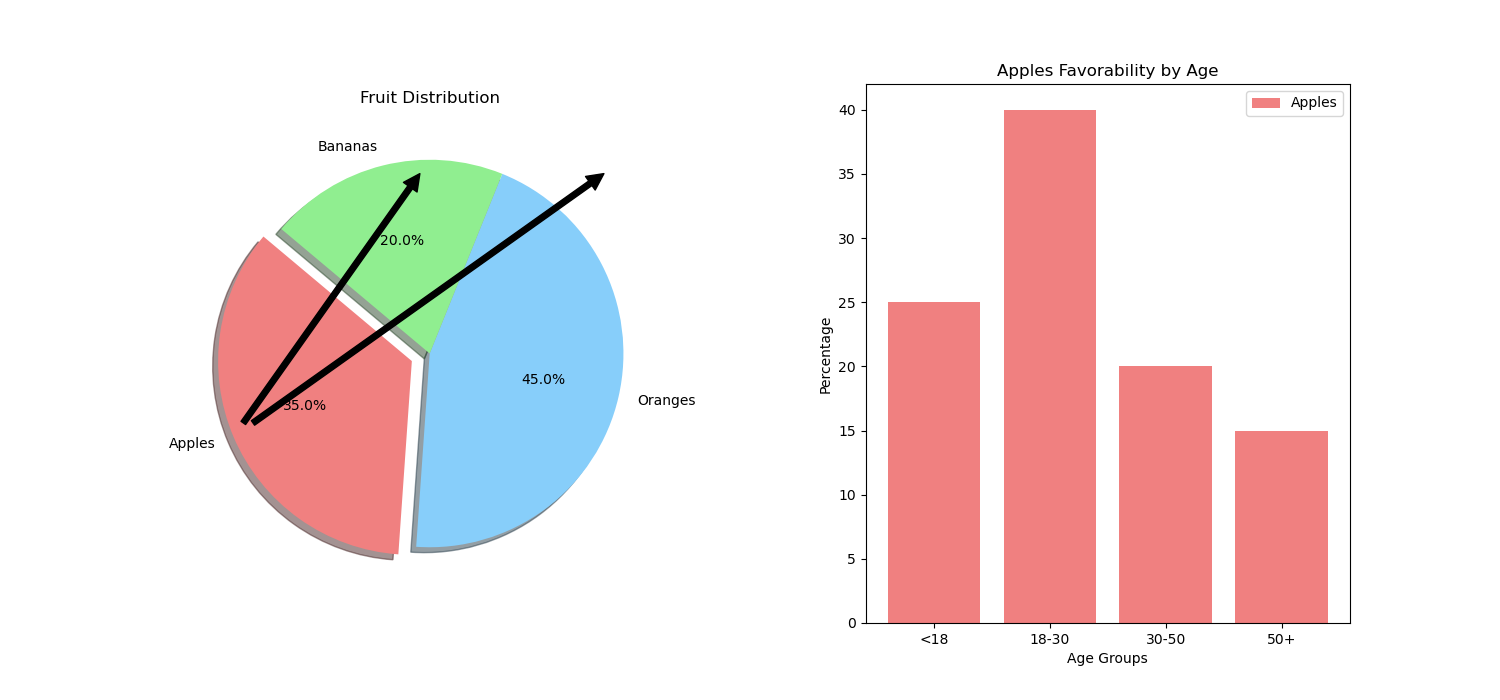 Fruit Distribution
Bananas
20.0%
35.0%
45.0%
Apples
Oranges
Apples Favorability by Age
Apples
Percentage
40
35
30
25
20
15
10
5
0
<18 18-30 30-50 50+
Age Groups